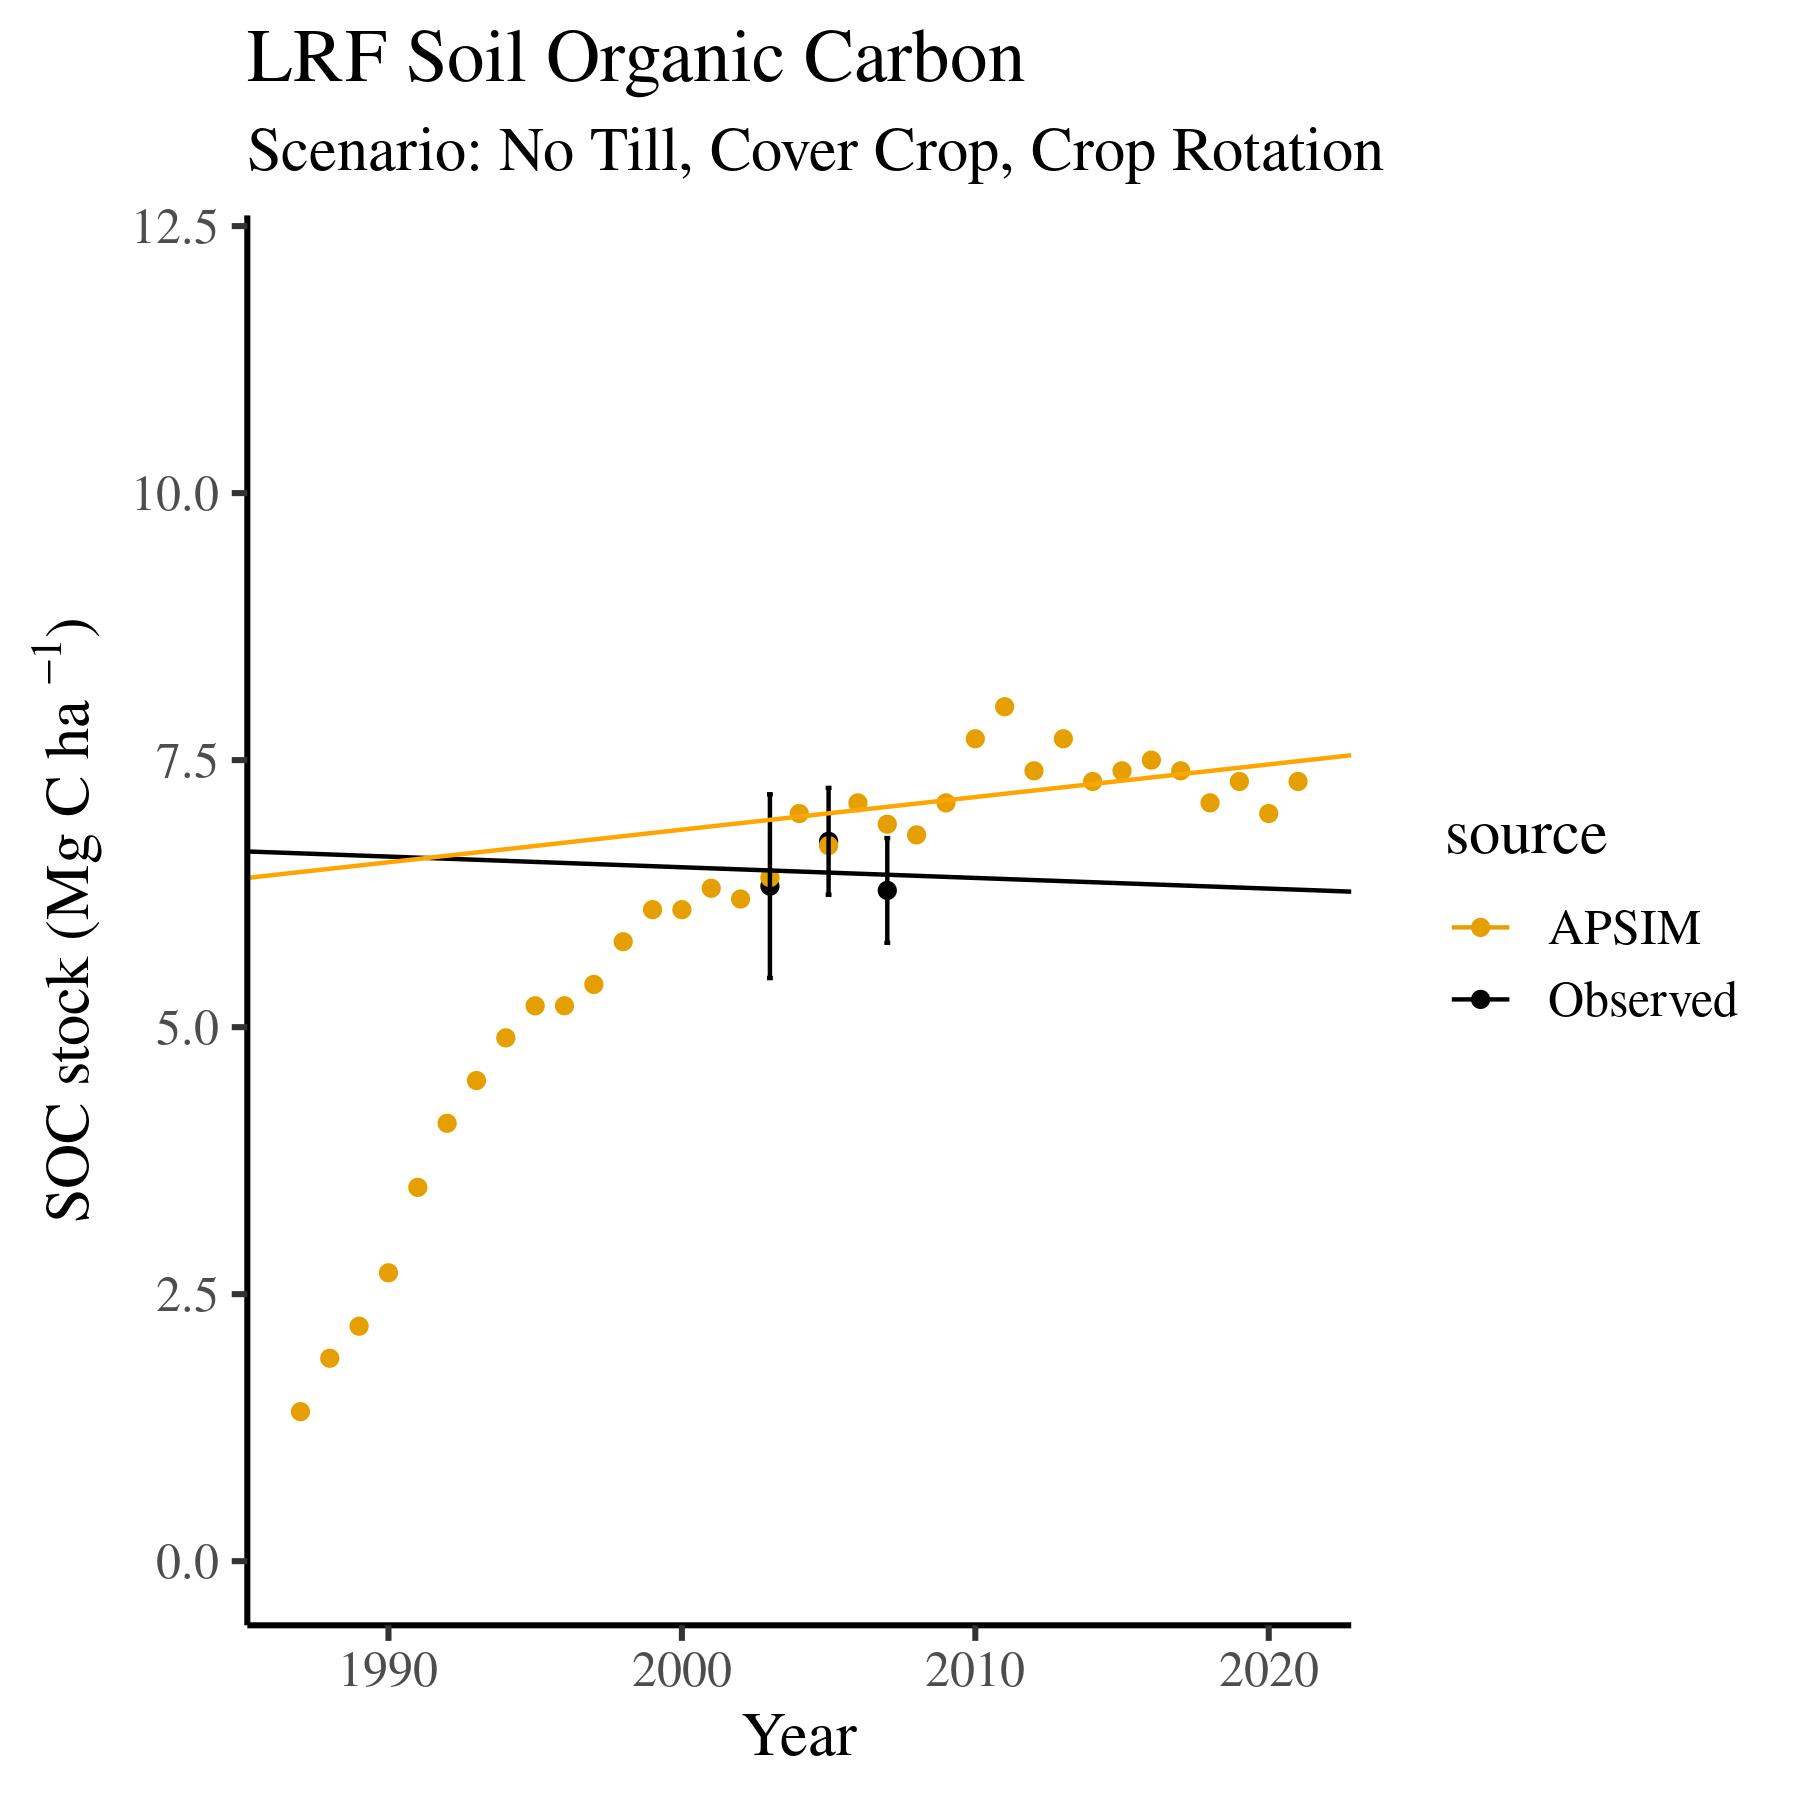 LRF Soil Organic Carbon
Scenario: No Till, Cover Crop, Crop Rotation
12.5
10.0
7.5
5.0
2.5
0.0
SOC stock (Mg C ha −1)
1990 2000 2010 2020
Year
source
APSIM
Observed